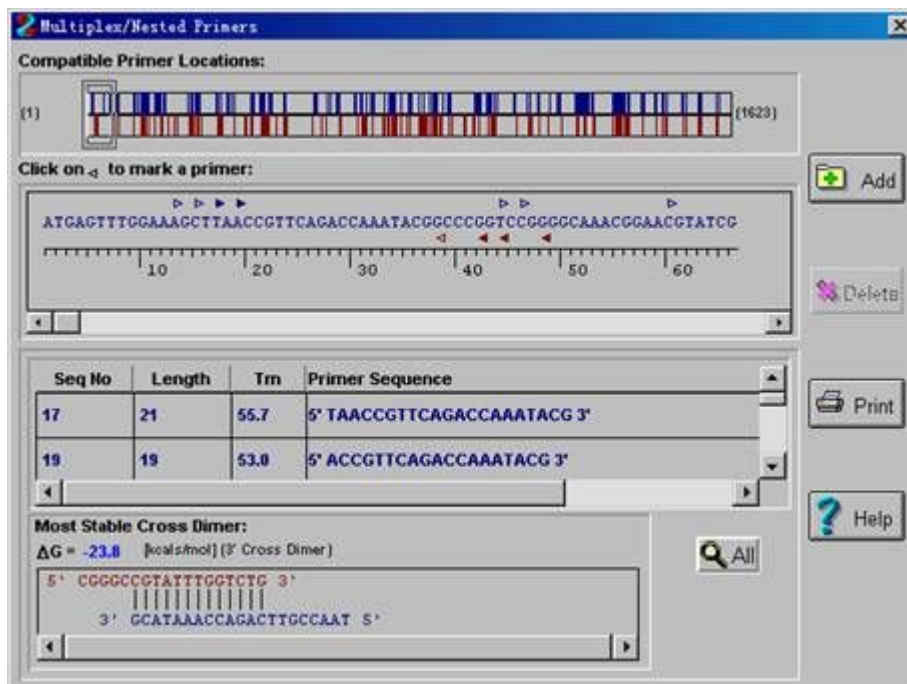 Multiplex/Nested Primers
Compatible Primer Locations:
(1)
(1623)
Click on ◁ to mark a primer:
ATGAGTTTGGAAAGCTTAACCGTTCAGACCAAATACGGCCCGGTCCGGGGCAAACGGAACGTATCG
10 20 30 40 50 60
Add
Delete
Print
Help
Seq No Length Tm Primer Sequence
17 21 55.7 5' TAACCGTTCAGACCAAATACG 3'
19 19 53.0 5' ACCGTTCAGACCAAATACG 3'
Most Stable Cross Dimer:
ΔG = -23.8 [kcals/mol] (3' Cross Dimer)
5' CGGGCCGTATTTGGTCTG 3'
3' GCATAAACCAGACTTGCCAAT 5'
All